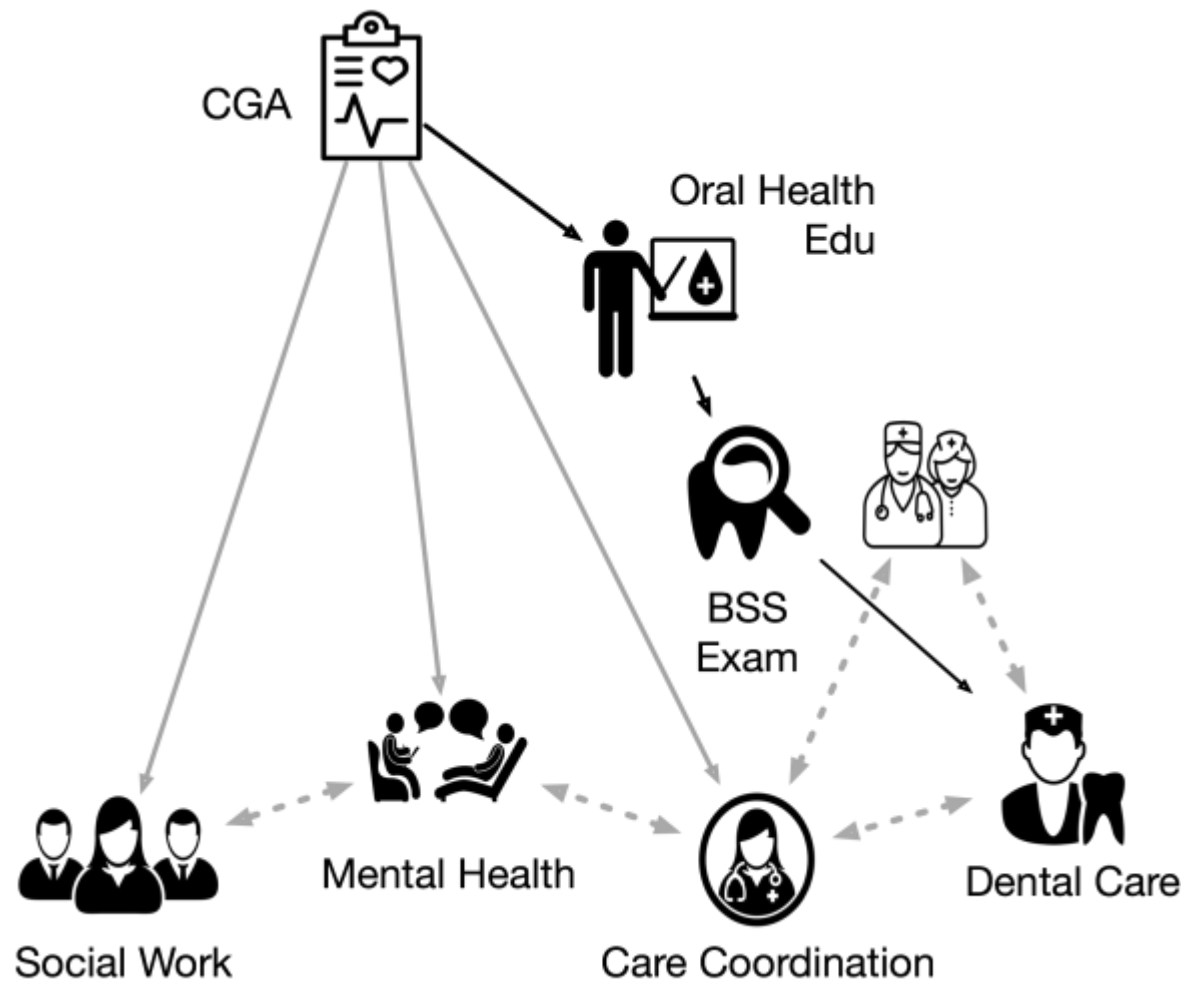 CGA
Oral Health
Edu
BSS
Exam
Mental Health
Dental Care
Social Work
Care Coordination